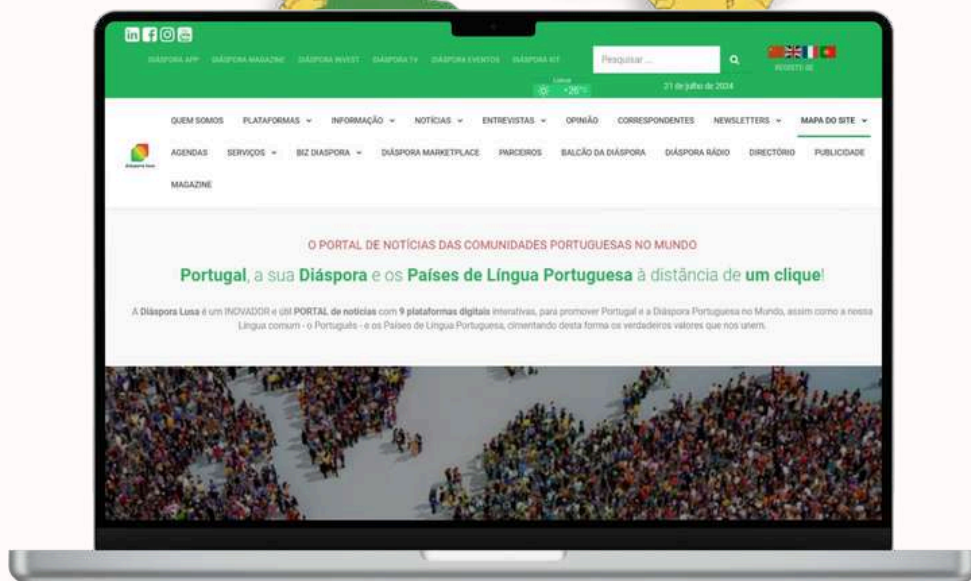 DIÁSPORA APP DIÁSPORA MAGAZINE DIÁSPORA INVEST DIÁSPORA TV DIÁSPORA EVENTOS DIÁSPORA KIT
Pesquisar ...
REGISTE-SE
Lisboa
+26°C
21 de julho de 2024
QUEM SOMOS PLATAFORMAS INFORMAÇÃO NOTÍCIAS ENTREVISTAS OPINIÃO CORRESPONDENTES NEWSLETTERS MAPA DO SITE
AGENDAS SERVIÇOS BIZ DIASPORA DIÁSPORA MARKETPLACE PARCEIROS BALCÃO DA DIÁSPORA DIÁSPORA RÁDIO DIRECTÓRIO PUBLICIDADE
diáspora lusa
MAGAZINE
O PORTAL DE NOTÍCIAS DAS COMUNIDADES PORTUGUESAS NO MUNDO
Portugal, a sua Diáspora e os Países de Língua Portuguesa à distância de um clique!
A Diáspora Lusa é um INOVADOR e útil PORTAL de notícias com 9 plataformas digitais interativas, para promover Portugal e a Diáspora Portuguesa no Mundo, assim como a nossa
Língua comum - o Português - e os Países de Língua Portuguesa, cimentando desta forma os verdadeiros valores que nos unem.